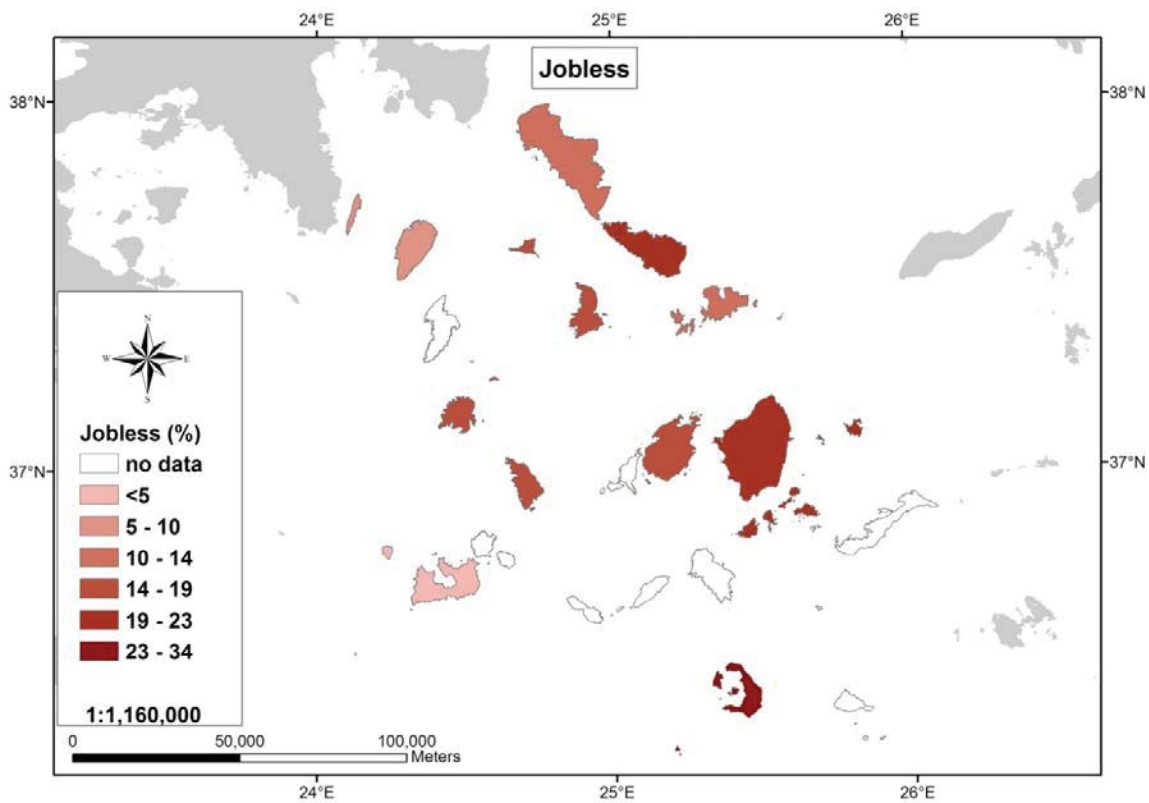 24°E 25°E 26°E
Jobless
38°N 38°N
N
W E
S
Jobless (%)
no data
<5
5 - 10
10 - 14
14 - 19
19 - 23
23 - 34
37°N 37°N
1:1,160,000
0 50,000 100,000
Meters
24°E 25°E 26°E